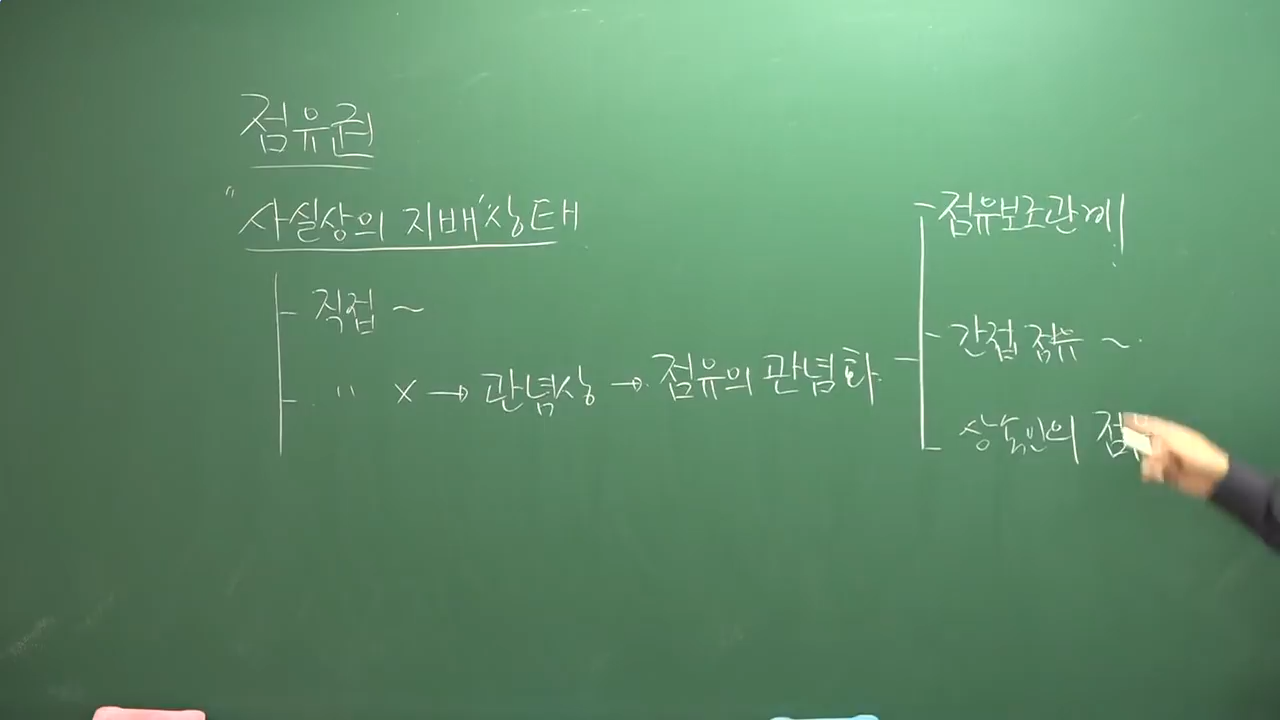 점유권
"사실상의 지배"상태
직접 ~
" x → 관념상 → 점유의 관념화
점유보조관계
간접점유 ~
상속인의